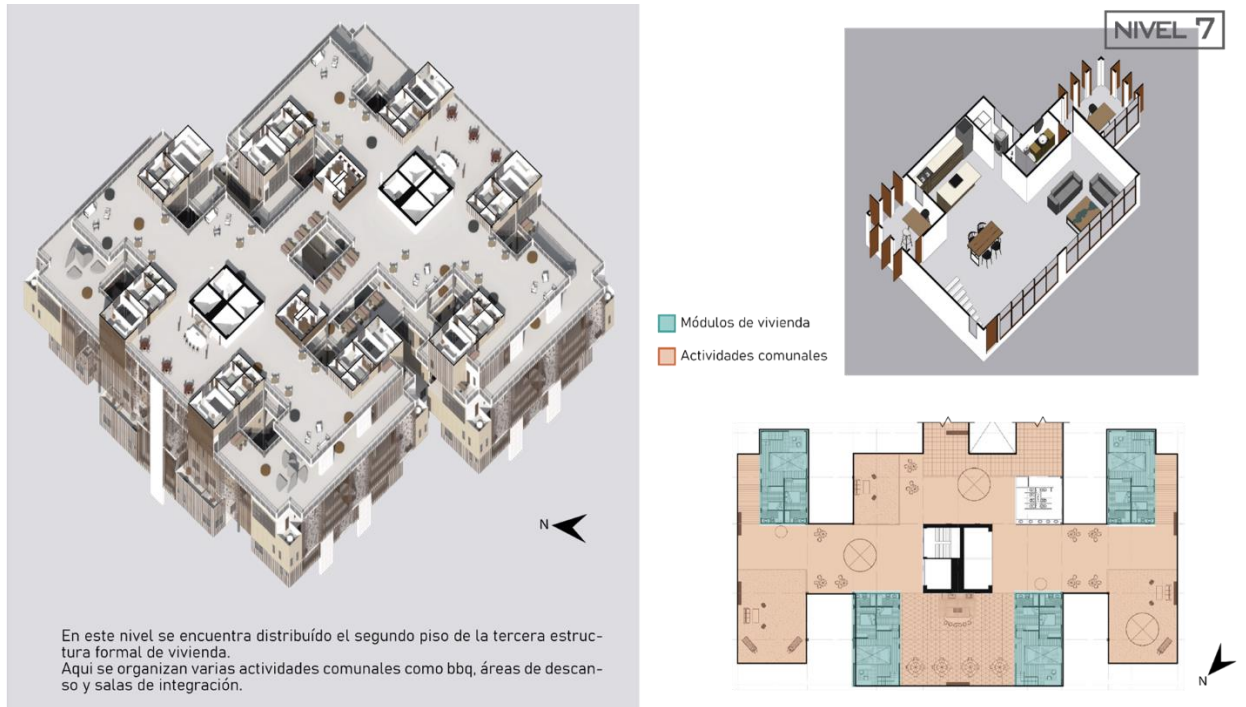 NIVEL 7
Módulos de vivienda
Actividades comunales
N
En este nivel se encuentra distribuído el segundo piso de la tercera estruc-
tura formal de vivienda.
Aqui se organizan varias actividades comunales como bbq, áreas de descan-
so y salas de integración.
N